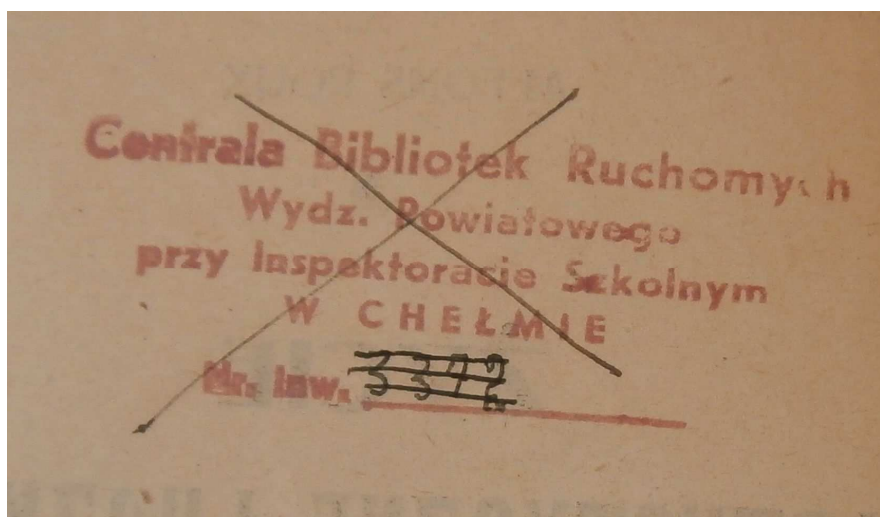 Centrala Bibliotek Ruchomych
Wydz. Powiatowego
przy Inspektoracie Szkolnym
W CHEŁMIE
Nr. inw.